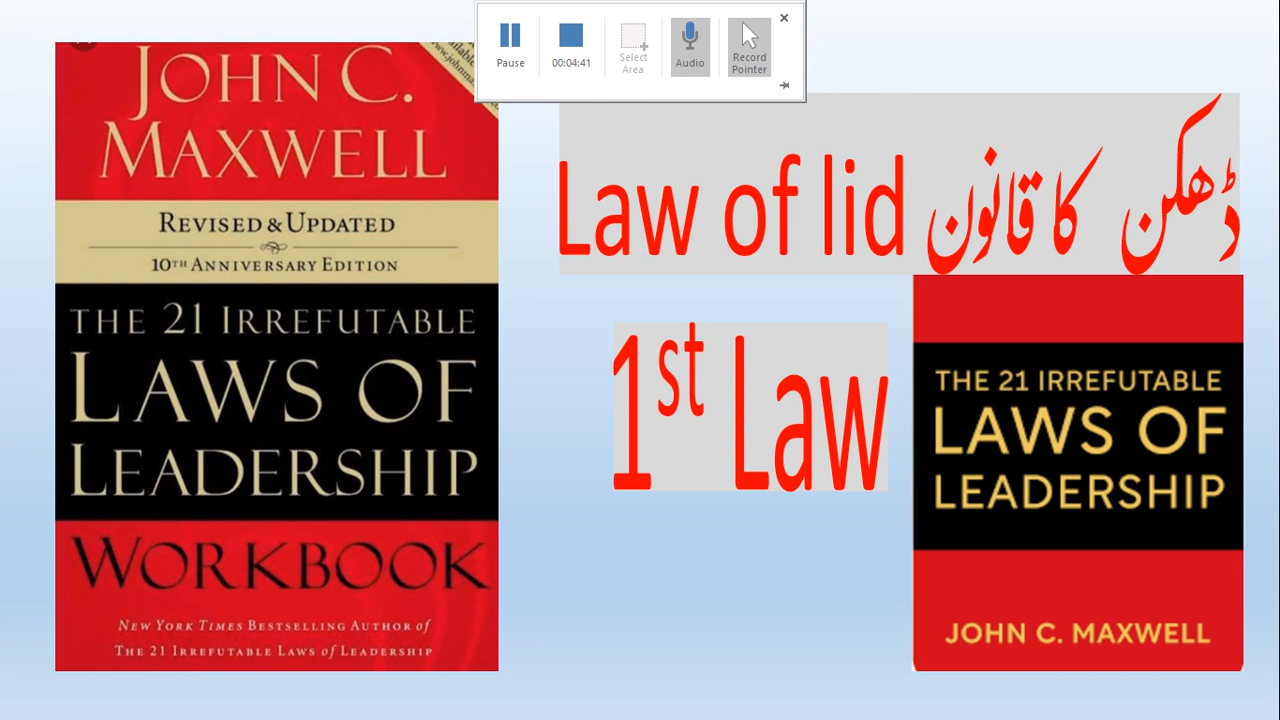 JOHN C.
MAXWELL
REVISED & UPDATED
10TH ANNIVERSARY EDITION
THE 21 IRREFUTABLE
LAWS OF
LEADERSHIP
WORKBOOK
NEW YORK TIMES BESTSELLING AUTHOR of
THE 21 IRREFUTABLE LAWS of LEADERSHIP
Pause
00:04:41
Select
Area
Audio
Record
Pointer
Law of lid ڈھکن کا قانون
1st Law
THE 21 IRREFUTABLE
LAWS OF
LEADERSHIP
JOHN C. MAXWELL